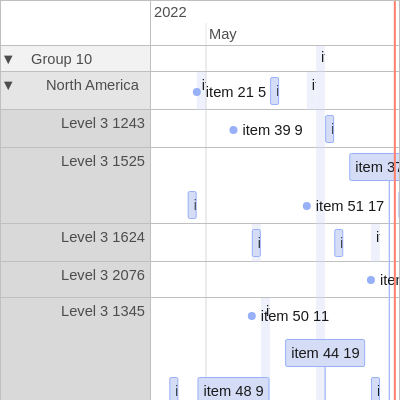 2022
May
▼ Group 10 i
▼ North America i i
item 21 5 i
Level 3 1243 item 39 9 i
Level 3 1525 item 37
i item 51 17
Level 3 1624 i i i
Level 3 2076
Level 3 1345 item 50 11 i
item 44 19
i item 48 9 i